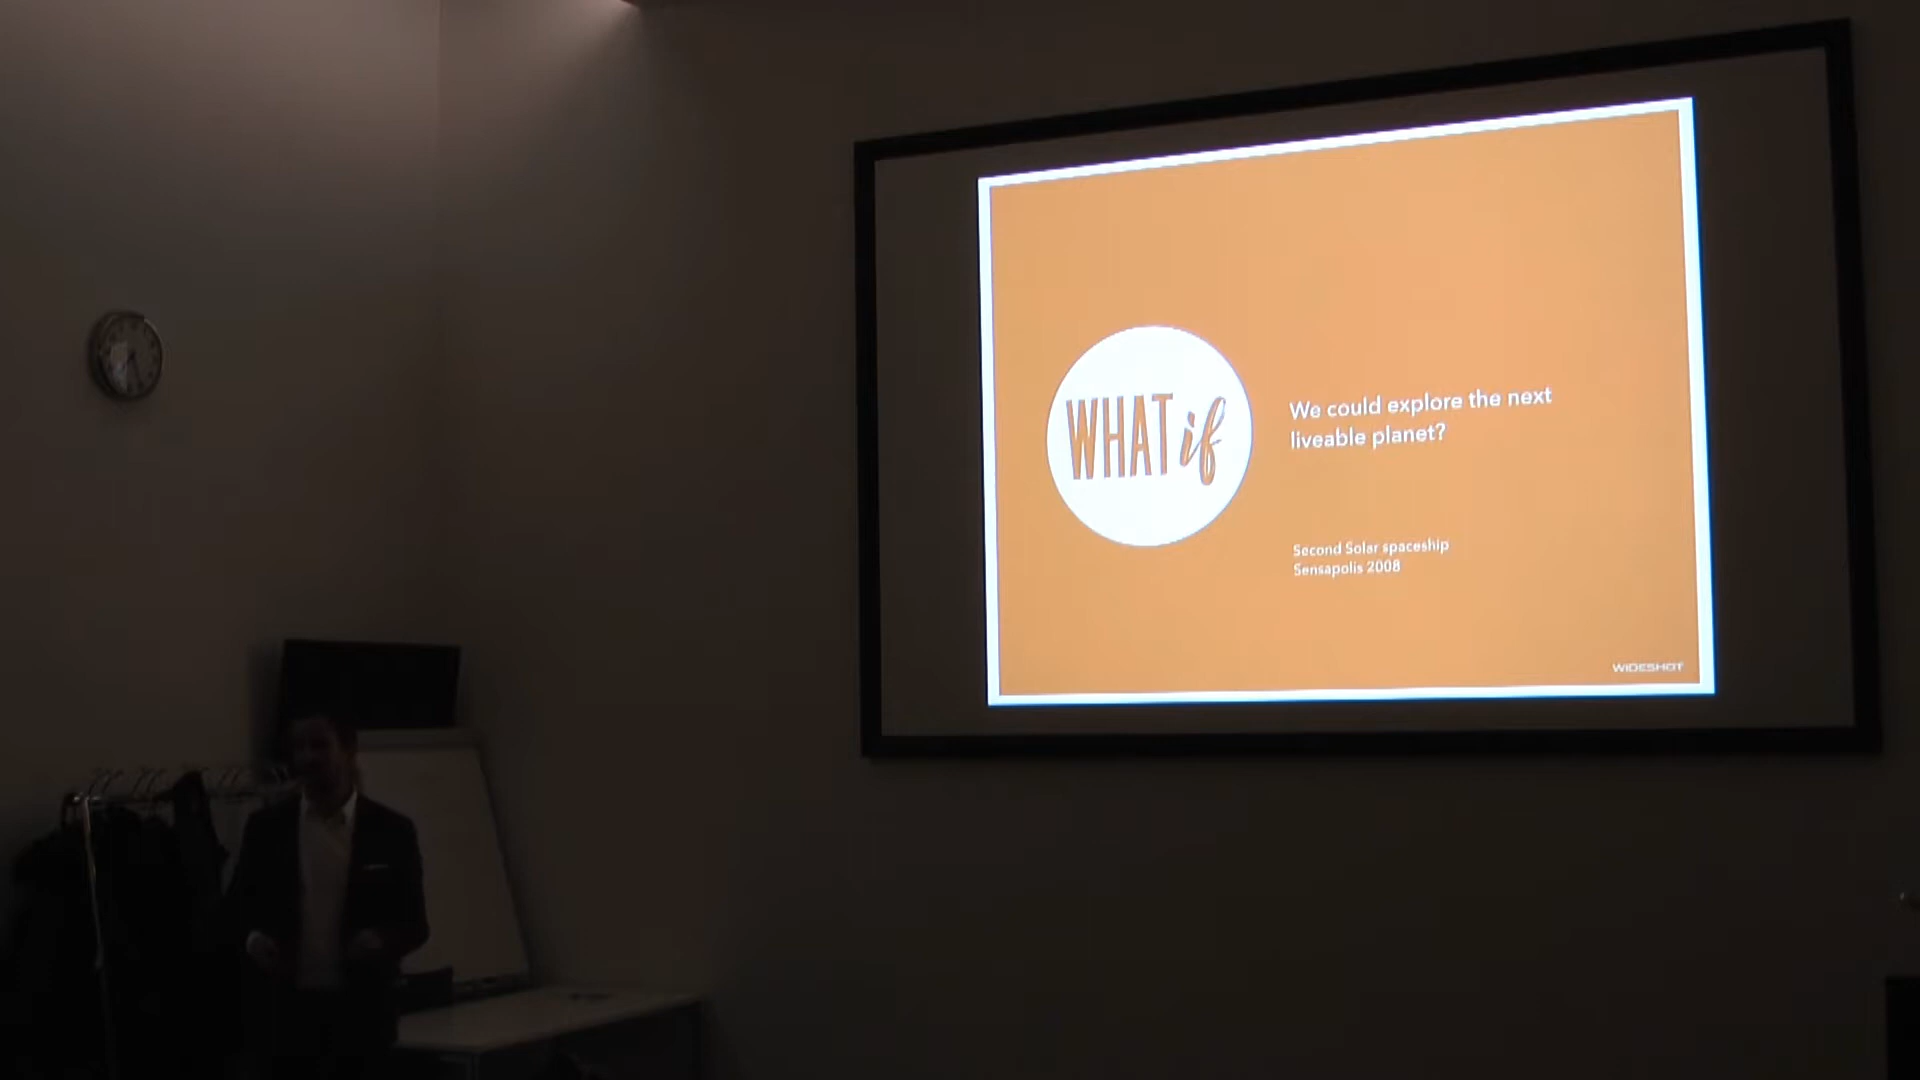 WHAT if
We could explore the next
liveable planet?
Second Solar spaceship
Sensapolis 2008
WIDESHOT